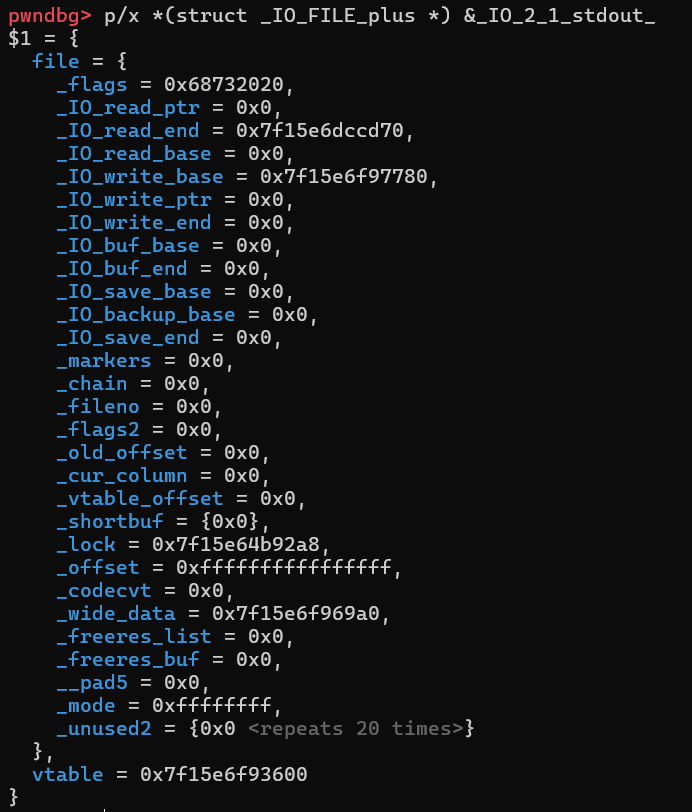 pwndbg> p/x *(struct _IO_FILE_plus *) &_IO_2_1_stdout_
$1 = {
  file = {
    _flags = 0x68732020,
    _IO_read_ptr = 0x0,
    _IO_read_end = 0x7f15e6dccd70,
    _IO_read_base = 0x0,
    _IO_write_base = 0x7f15e6f97780,
    _IO_write_ptr = 0x0,
    _IO_write_end = 0x0,
    _IO_buf_base = 0x0,
    _IO_buf_end = 0x0,
    _IO_save_base = 0x0,
    _IO_backup_base = 0x0,
    _IO_save_end = 0x0,
    _markers = 0x0,
    _chain = 0x0,
    _fileno = 0x0,
    _flags2 = 0x0,
    _old_offset = 0x0,
    _cur_column = 0x0,
    _vtable_offset = 0x0,
    _shortbuf = {0x0},
    _lock = 0x7f15e64b92a8,
    _offset = 0xffffffffffffffff,
    _codecvt = 0x0,
    _wide_data = 0x7f15e6f969a0,
    _freeres_list = 0x0,
    _freeres_buf = 0x0,
    __pad5 = 0x0,
    _mode = 0xffffffff,
    _unused2 = {0x0 <repeats 20 times>}
  },
  vtable = 0x7f15e6f93600
}